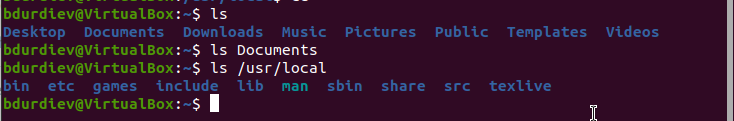 bdurdiev@VirtualBox:~$ ls
Desktop Documents Downloads Music Pictures Public Templates Videos
bdurdiev@VirtualBox:~$ ls Documents
bdurdiev@VirtualBox:~$ ls /usr/local
bin etc games include lib man sbin share src texlive
bdurdiev@VirtualBox:~$